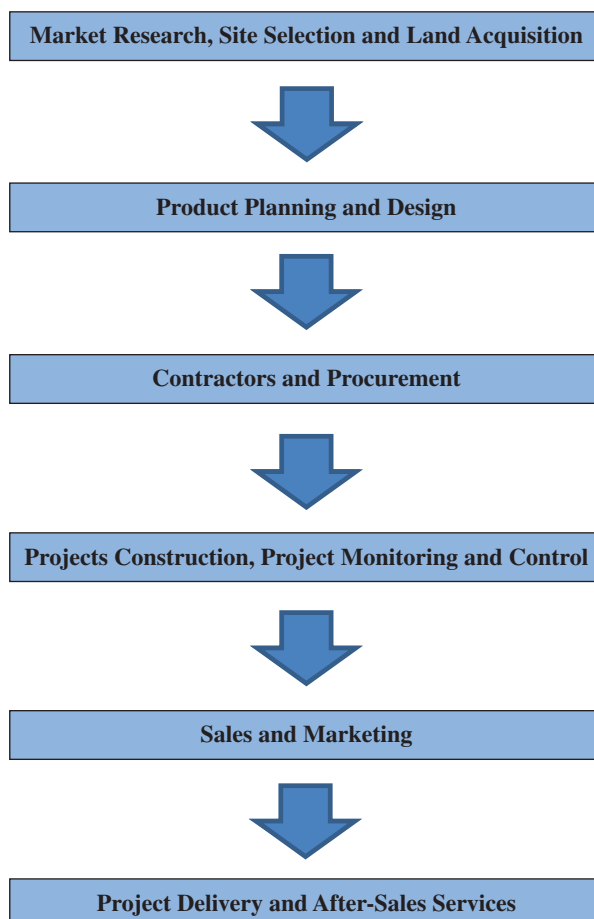 Market Research, Site Selection and Land Acquisition
Product Planning and Design
Contractors and Procurement
Projects Construction, Project Monitoring and Control
Sales and Marketing
Project Delivery and After-Sales Services